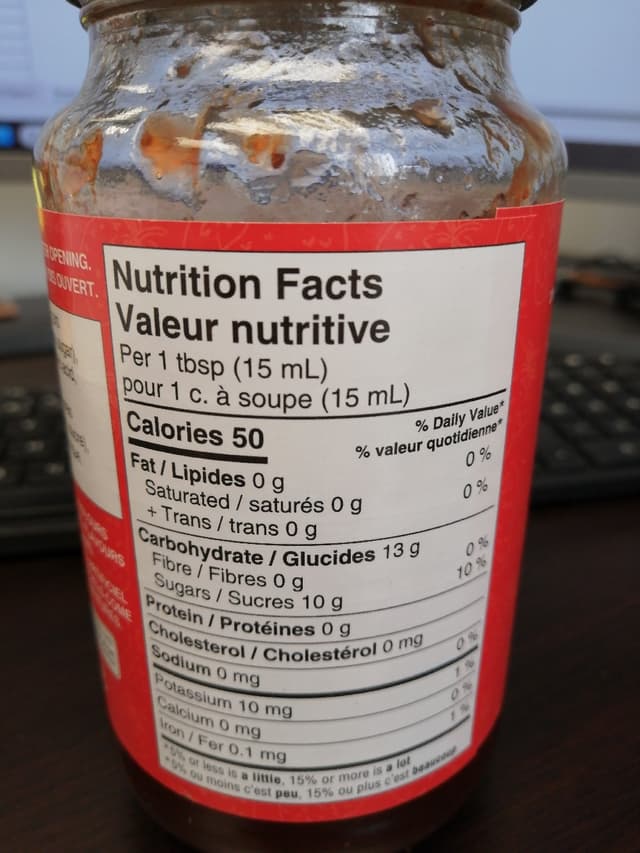 OPENING.
OUVERT.
Nutrition Facts
Valeur nutritive
Per 1 tbsp (15 mL)
pour 1 c. à soupe (15 mL)
Calories 50
% Daily Value*
% valeur quotidienne*
Fat / Lipides 0 g 0 %
Saturated / saturés 0 g 0 %
+ Trans / trans 0 g
Carbohydrate / Glucides 13 g
Fibre / Fibres 0 g 0 %
Sugars / Sucres 10 g 10 %
Protein / Protéines 0 g
Cholesterol / Cholestérol 0 mg
Sodium 0 mg 0 %
Potassium 10 mg 1 %
Calcium 0 mg 0 %
Iron / Fer 0.1 mg 1 %
*5% or less is a little, 15% or more is a lot
*5% ou moins c'est peu, 15% ou plus c'est beaucoup